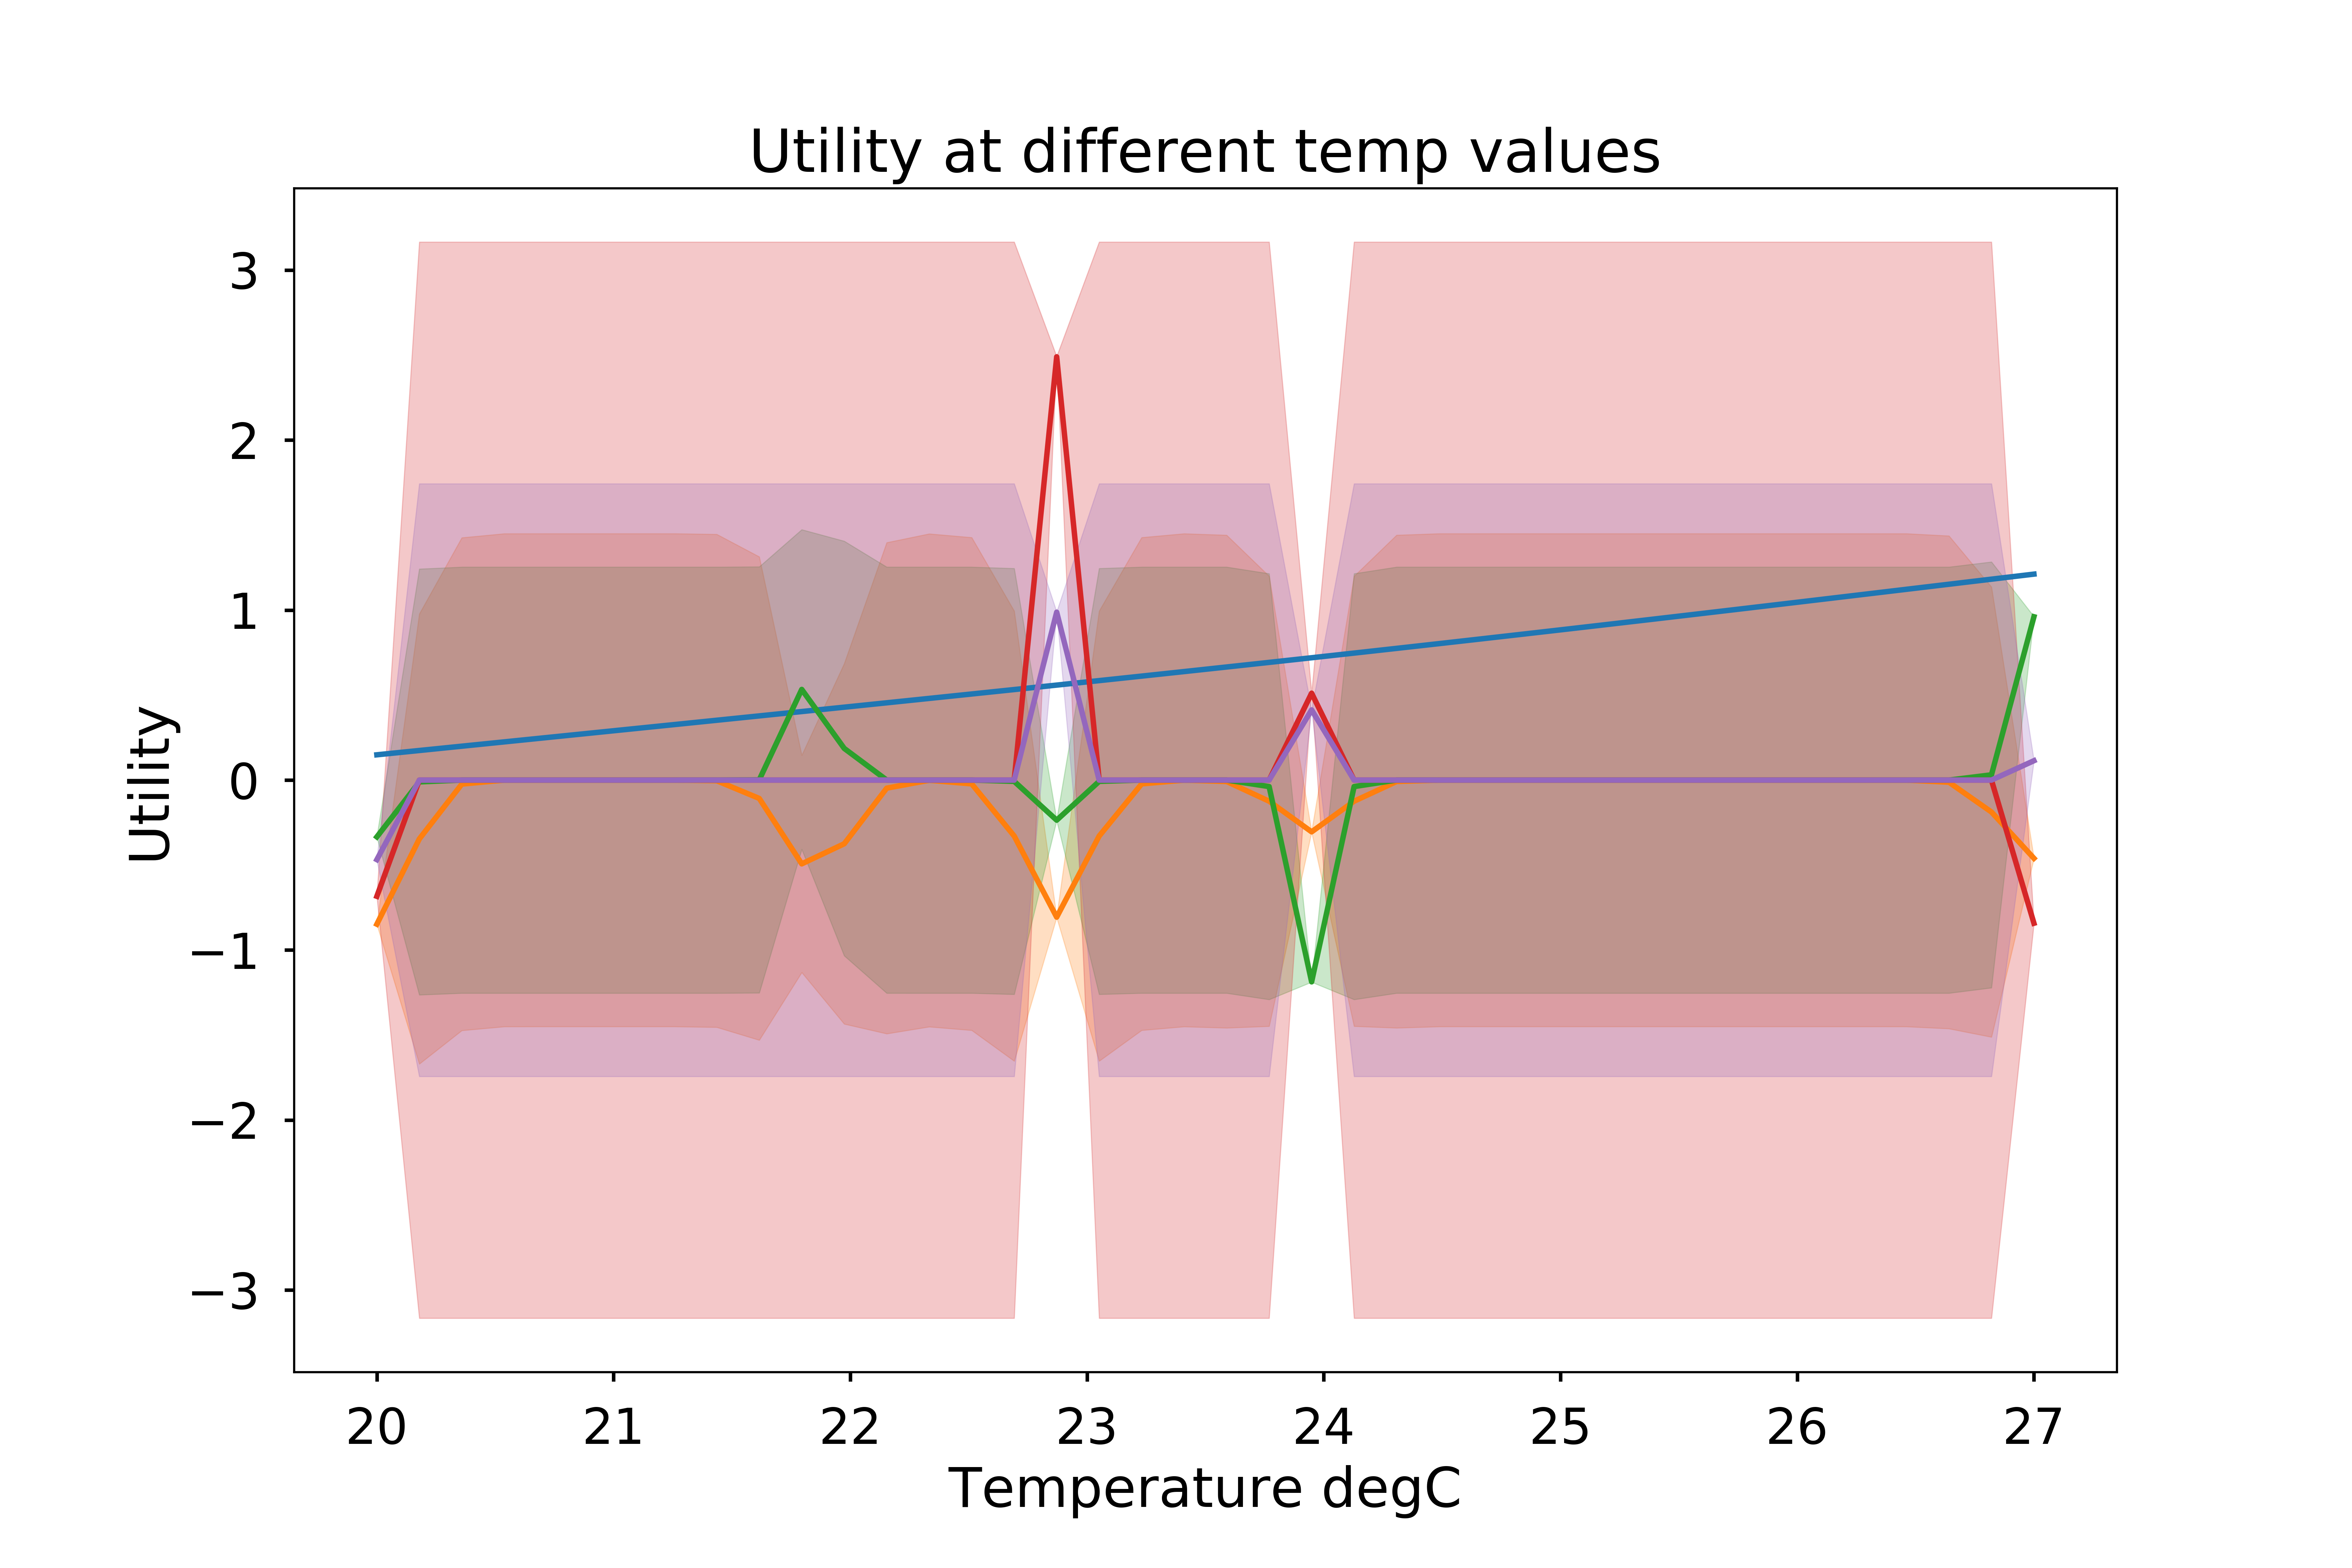 Utility at different temp values
3
2
1
0
−1
−2
−3
Utility
20 21 22 23 24 25 26 27
Temperature degC